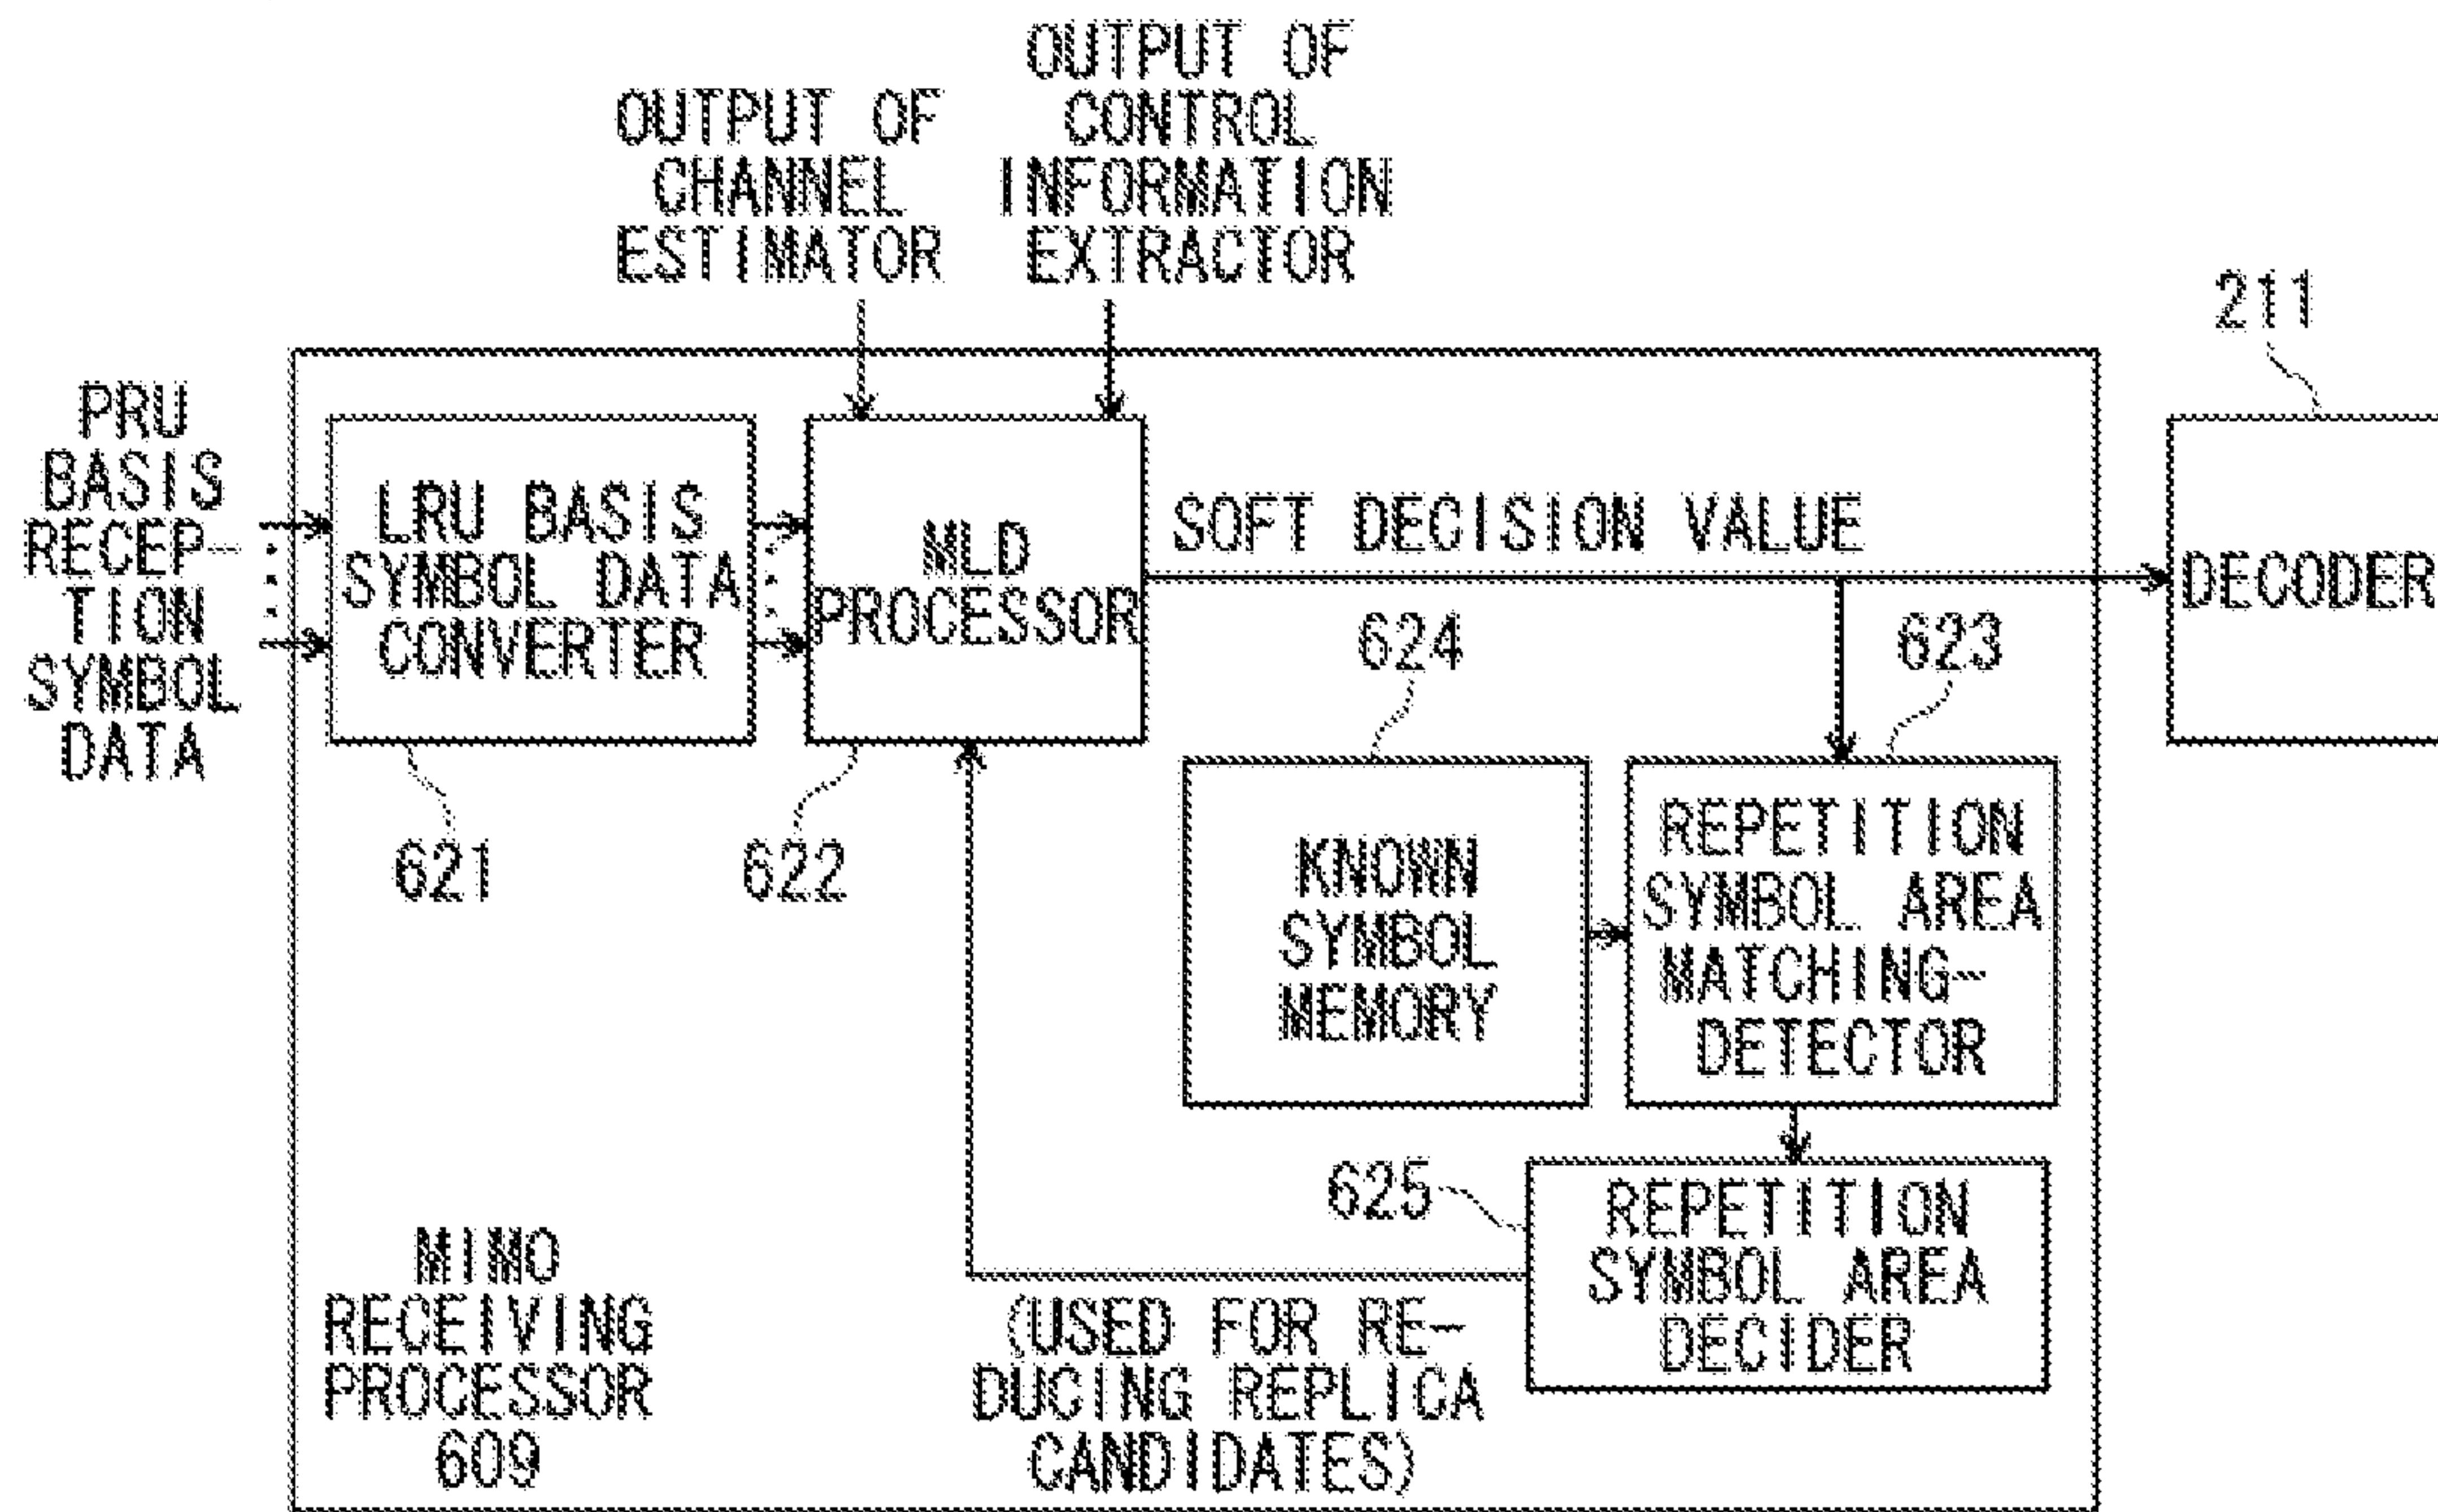 OUTPUT OF
CHANNEL
ESTIMATOR
OUTPUT OF
CONTROL
INFORMATION
EXTRACTOR
211
PRU
BASIS
RECEP-
TION
SYMBOL
DATA
LRU BASIS
SYMBOL DATA
CONVERTER
MLD
PROCESSOR
SOFT DECISION VALUE
DECODER
624
623
621
622
KNOWN
SYMBOL
MEMORY
REPETITION
SYMBOL AREA
MATCHING-
DETECTOR
625
REPETITION
SYMBOL AREA
DECIDER
MIMO
RECEIVING
PROCESSOR
609
(USED FOR RE-
DUCING REPLICA
CANDIDATES)